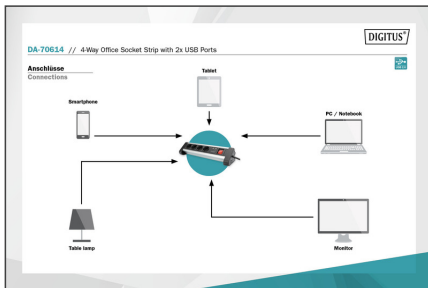 DIGITUS®
DA-70614 // 4-Way Office Socket Strip with 2x USB Ports
Anschlüsse
Connections
Tablet
Smartphone
PC / Notebook
Table lamp
Monitor